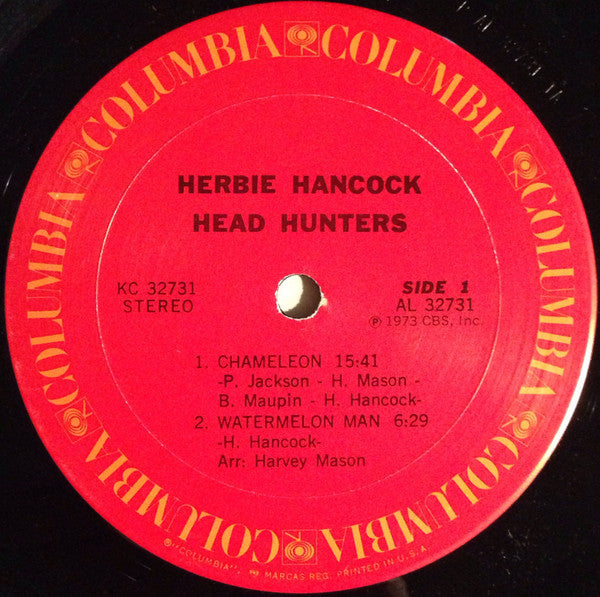 COLUMBIA COLUMBIA COLUMBIA COLUMBIA COLUMBIA COLUMBIA
HERBIE HANCOCK
HEAD HUNTERS
KC 32731
STEREO
SIDE 1
AL 32731
Ⓟ 1973 CBS, Inc.
1. CHAMELEON 15:41
-P. Jackson - H. Mason -
B. Maupin - H. Hancock-
2. WATERMELON MAN 6:29
-H. Hancock-
Arr: Harvey Mason
®"COLUMBIA", MARCAS REG. PRINTED IN U.S.A.